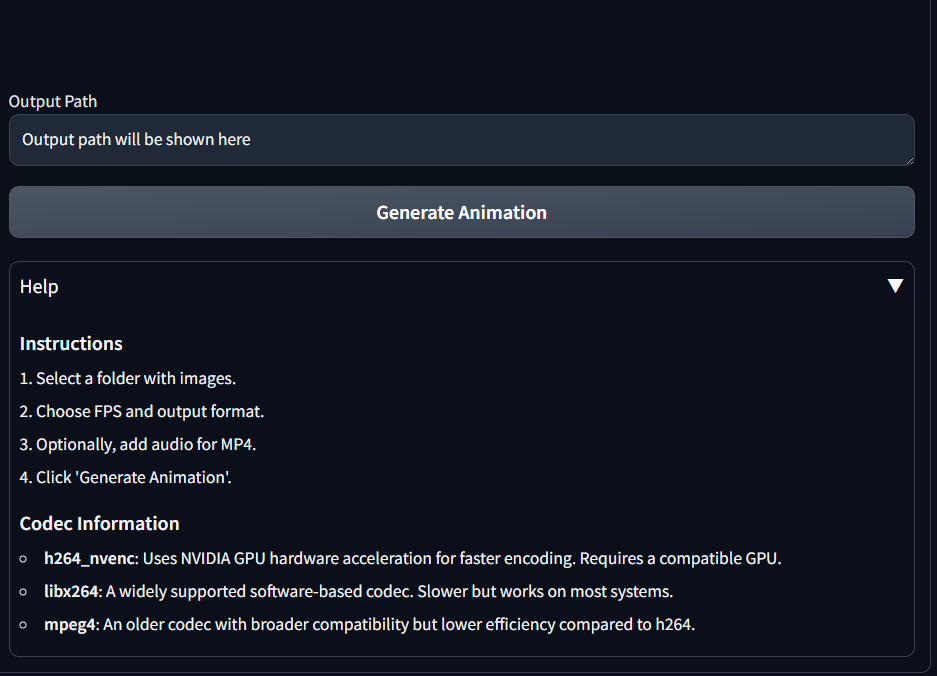 Output Path
Output path will be shown here
Generate Animation
Help
Instructions
1. Select a folder with images.
2. Choose FPS and output format.
3. Optionally, add audio for MP4.
4. Click 'Generate Animation'.
Codec Information
h264_nvenc: Uses NVIDIA GPU hardware acceleration for faster encoding. Requires a compatible GPU.
libx264: A widely supported software-based codec. Slower but works on most systems.
mpeg4: An older codec with broader compatibility but lower efficiency compared to h264.